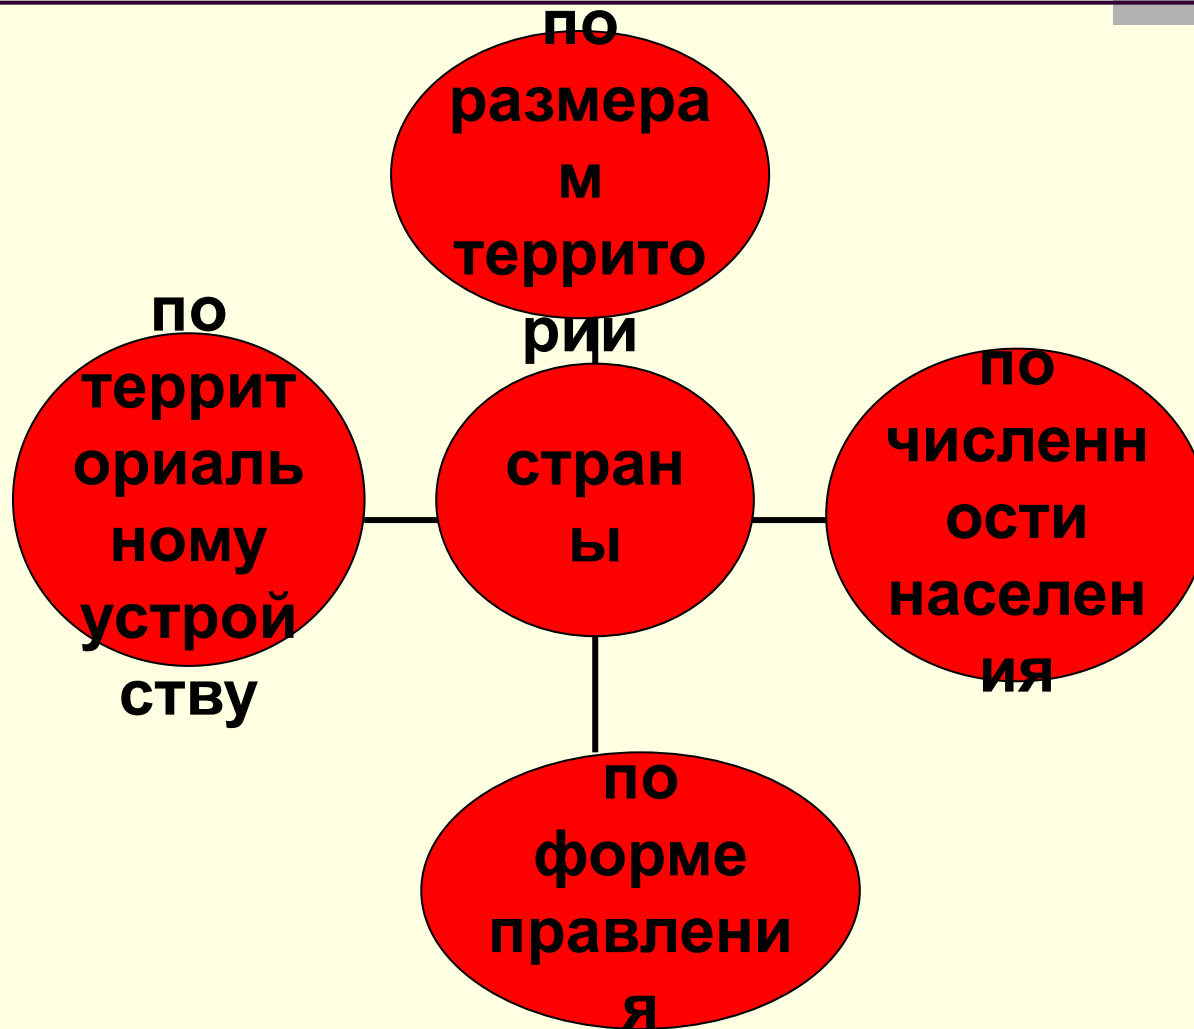 по
размера
м
террито
рии
по
террит
ориаль
ному
устрой
ству
стран
ы
по
численн
ости
населен
ия
по
форме
правлени
я